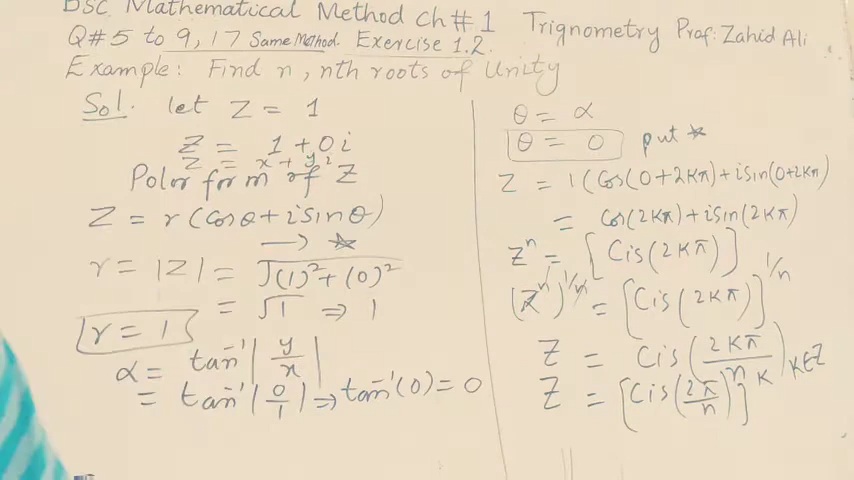 BSc Mathematical Method Ch # 1 Trignometry Prof: Zahid Ali
Q#5 to 9, 17 Same Method. Exercise 1.2.
Example: Find n, nth roots of Unity
Sol. let Z = 1
Z = 1 + 0i
Z = x + yi
Polor form of Z
Z = r(cosθ + isinθ)
→ ★
r = |Z| = √(1)² + (0)²
= √1 ⇒ 1
r = 1
α = tan⁻¹|y/x|
= tan⁻¹|0/1| ⇒ tan⁻¹(0) = 0
θ = α
θ = 0 put ★
Z = 1(Cos(0+2Kπ) + isin(0+2Kπ)
= cos(2Kπ) + isin(2Kπ)
Zⁿ = [Cis(2Kπ)]
(Zⁿ)^1/n = [Cis(2Kπ)]^1/n
Z = Cis(2Kπ/n) K∈Z
Z = [Cis(2π/n)]^K